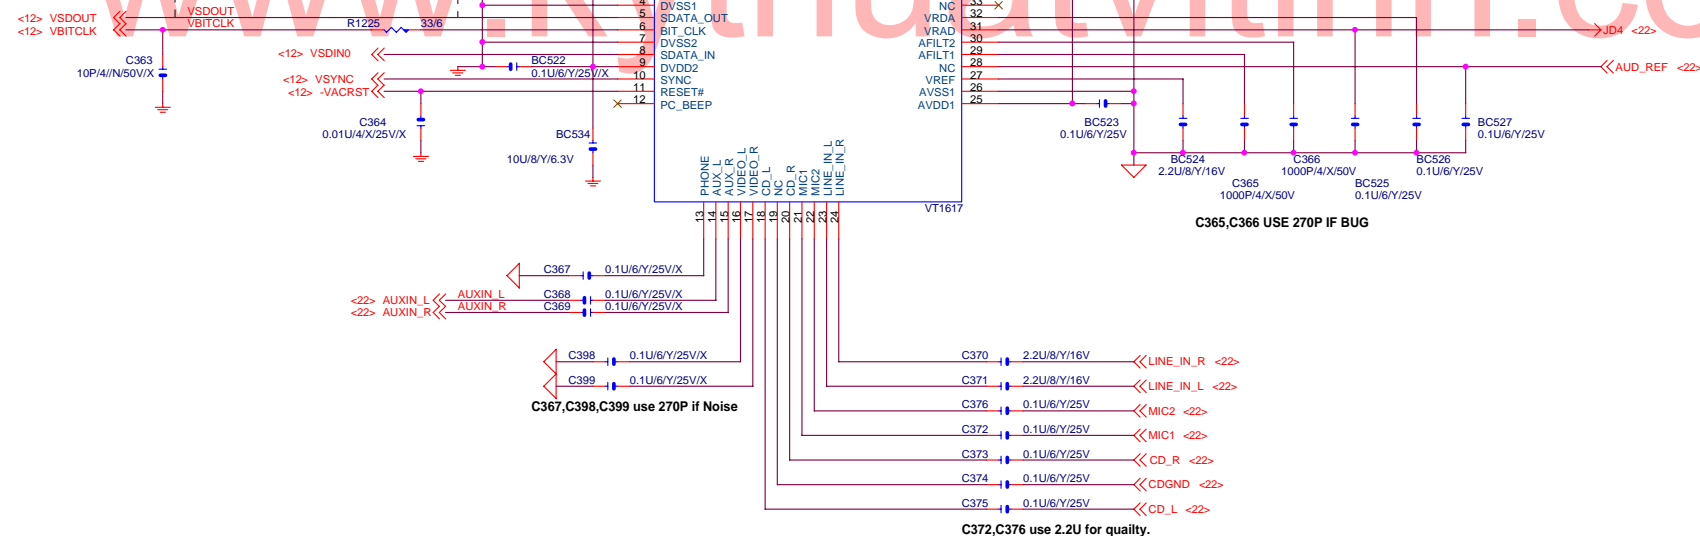 www.kythuatvitinh.com
<12> VSDOUT
<12> VBITCLK
VSDOUT
VBITCLK
R1225 33/6
C363
10P/4//N/50V/X
<12> VSDIN0
BC522
0.1U/6/Y/25V/X
<12> VSYNC
<12> -VACRST
C364
0.01U/4/X/25V/X
BC534
10U/8/Y/6.3V
4 DVSS1
5 SDATA_OUT
6 BIT_CLK
7 DVSS2
8 SDATA_IN
9 DVDD2
10 SYNC
11 RESET#
12 PC_BEEP
NC 33
VRDA 32
VRAD 31
AFILT2 30
AFILT1 29
NC 28
VREF 27
AVSS1 26
AVDD1 25
JD4 <22>
AUD_REF <22>
BC523
0.1U/6/Y/25V
BC524
2.2U/8/Y/16V
C365
1000P/4/X/50V
C366
1000P/4/X/50V
BC525
0.1U/6/Y/25V
BC526
0.1U/6/Y/25V
BC527
0.1U/6/Y/25V
C365,C366 USE 270P IF BUG
PHONE 13
AUX_L 14
AUX_R 15
VIDEO_L 16
VIDEO_R 17
CD_L 18
NC 19
CD_R 20
MIC1 21
MIC2 22
LINE_IN_L 23
LINE_IN_R 24
VT1617
C367 0.1U/6/Y/25V/X
<22> AUXIN_L AUXIN_L C368 0.1U/6/Y/25V/X
<22> AUXIN_R AUXIN_R C369 0.1U/6/Y/25V/X
C398 0.1U/6/Y/25V/X
C399 0.1U/6/Y/25V/X
C367,C398,C399 use 270P if Noise
C370 2.2U/8/Y/16V LINE_IN_R <22>
C371 2.2U/8/Y/16V LINE_IN_L <22>
C376 0.1U/6/Y/25V MIC2 <22>
C372 0.1U/6/Y/25V MIC1 <22>
C373 0.1U/6/Y/25V CD_R <22>
C374 0.1U/6/Y/25V CDGND <22>
C375 0.1U/6/Y/25V CD_L <22>
C372,C376 use 2.2U for quailty.